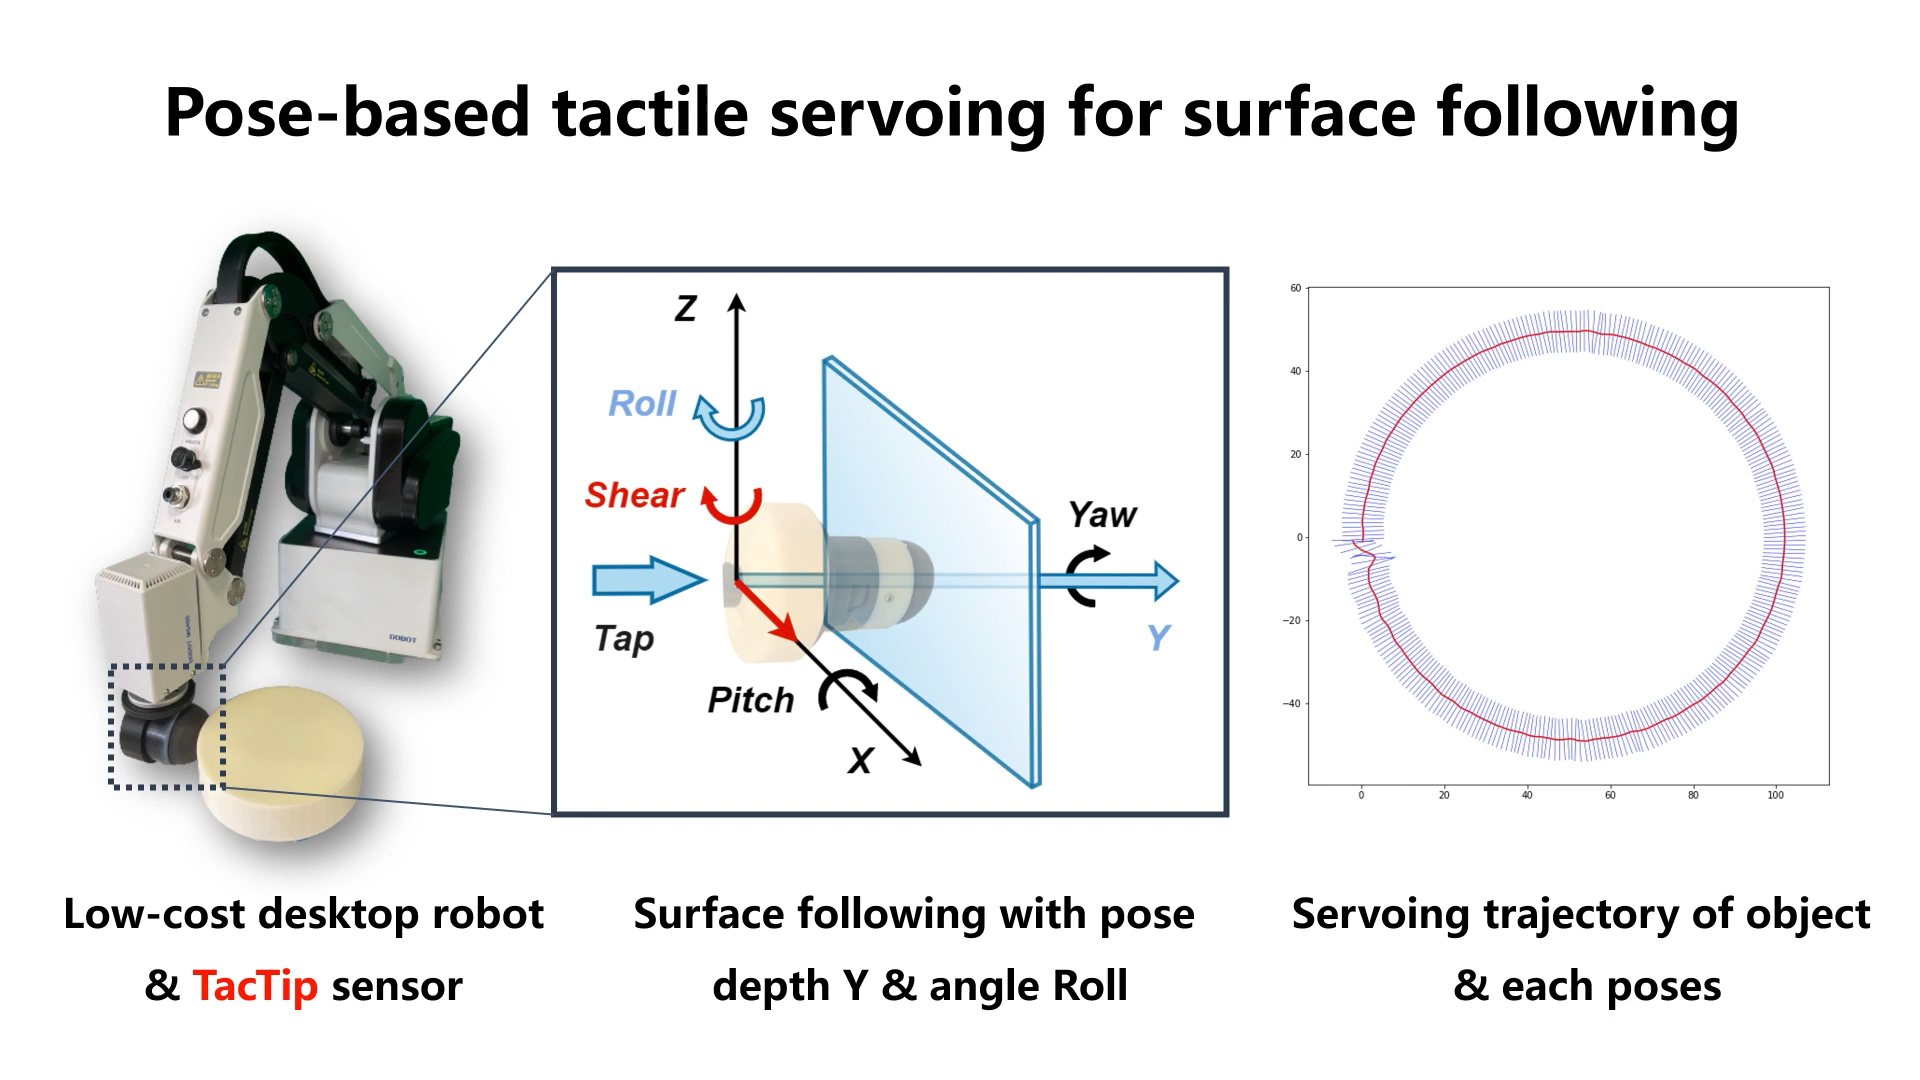 Pose-based tactile servoing for surface following
DOBOT
Z
Roll
Shear
Tap
Pitch
X
Yaw
Y
60
40
20
0
−20
−40
0
20
40
60
80
100
Low-cost desktop robot
& TacTip sensor
Surface following with pose
depth Y & angle Roll
Servoing trajectory of object
& each poses